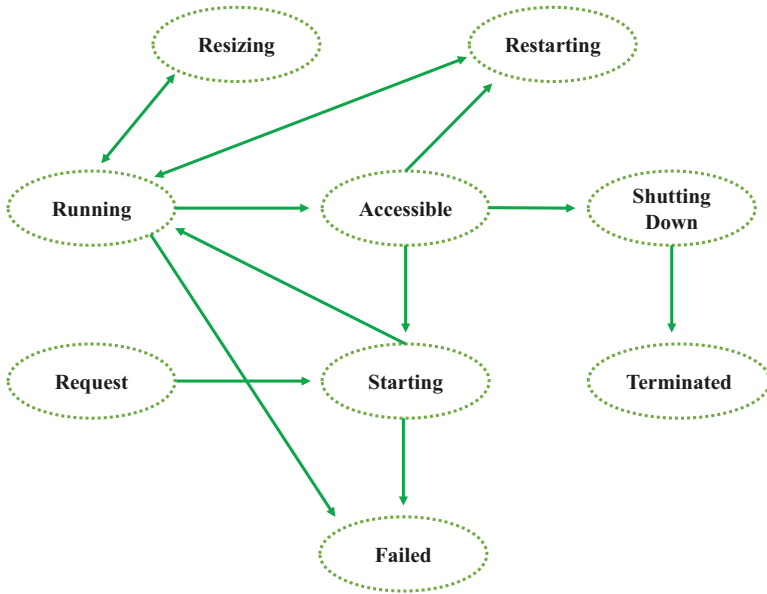 Resizing
Restarting
Running
Accessible
Shutting
Down
Request
Starting
Terminated
Failed